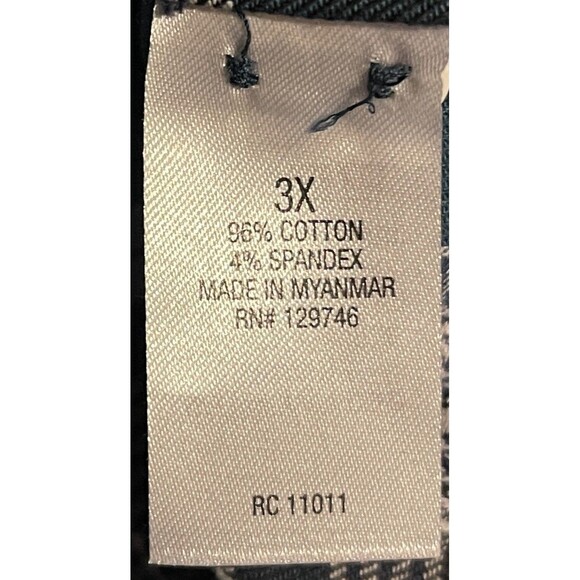 3X
96% COTTON
4% SPANDEX
MADE IN MYANMAR
RN# 129746
RC 11011